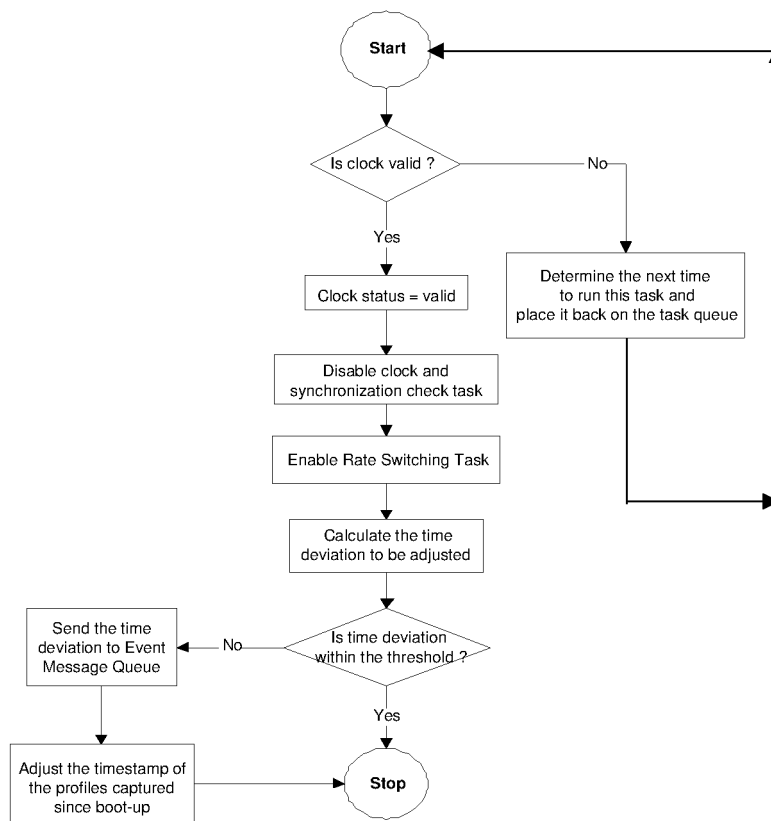 Start
Is clock valid ?
No
Yes
Determine the next time
to run this task and
place it back on the task queue
Clock status = valid
Disable clock and
synchronization check task
Enable Rate Switching Task
Calculate the time
deviation to be adjusted
Is time deviation
within the threshold ?
No
Send the time
deviation to Event
Message Queue
Yes
Adjust the timestamp of
the profiles captured
since boot-up
Stop